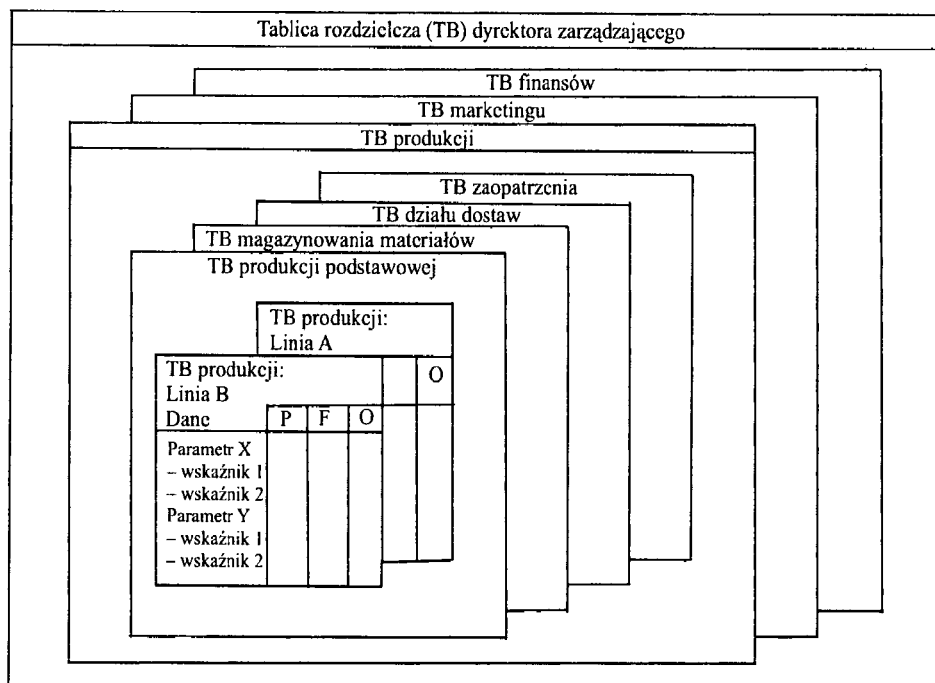 Tablica rozdzielcza (TB) dyrektora zarządzającego
TB finansów
TB marketingu
TB produkcji
TB zaopatrzenia
TB działu dostaw
TB magazynowania materiałów
TB produkcji podstawowej
TB produkcji:
Linia A
TB produkcji:
Linia B
O
Dane P F O
Parametr X
– wskaźnik 1
– wskaźnik 2
Parametr Y
– wskaźnik 1
– wskaźnik 2